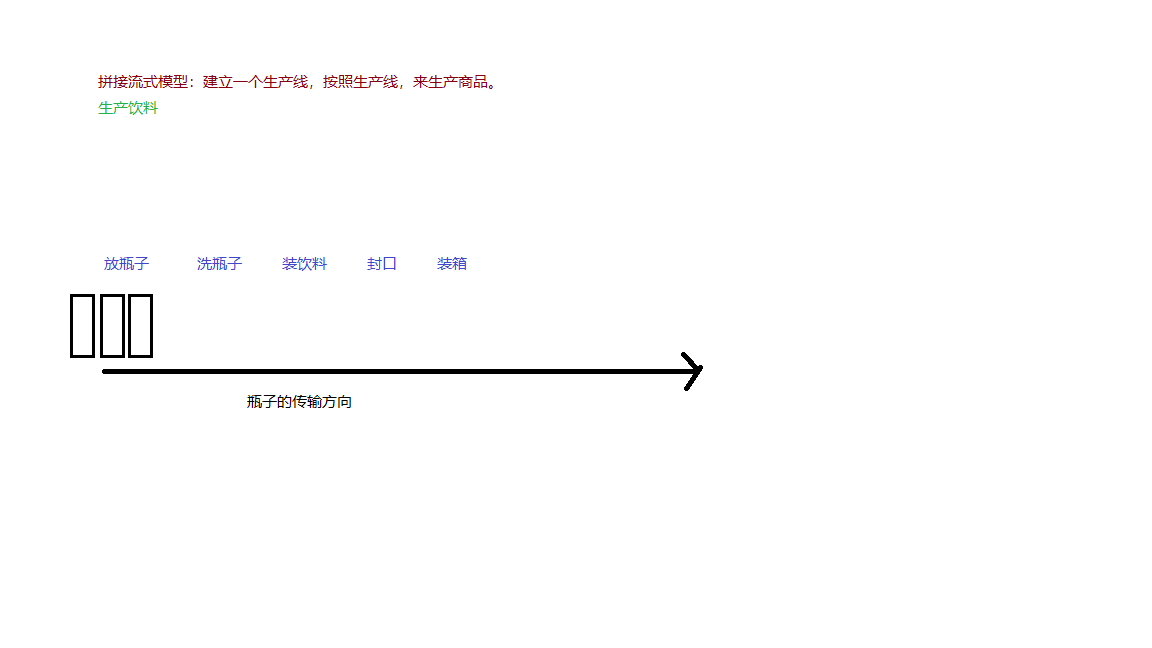 拼接流式模型：建立一个生产线，按照生产线，来生产商品。
生产饮料
放瓶子 洗瓶子 装饮料 封口 装箱
瓶子的传输方向